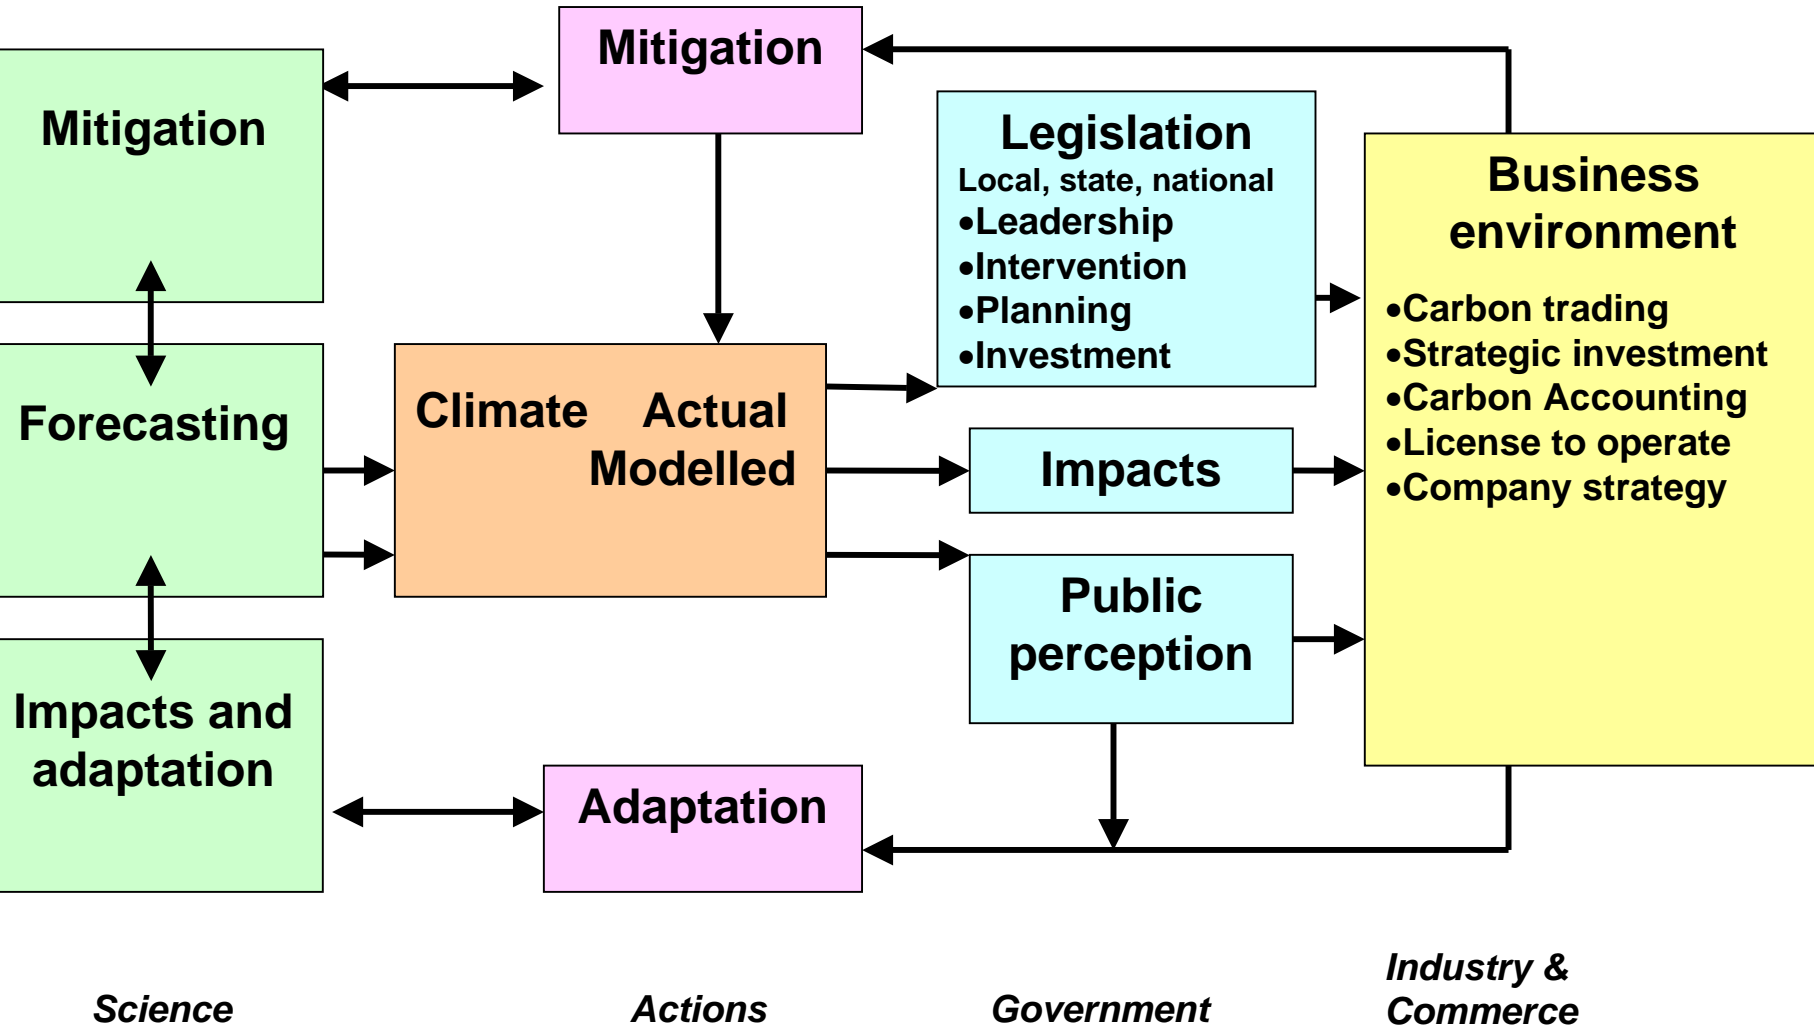 Mitigation
Mitigation
Legislation
Local, state, national
•Leadership
•Intervention
•Planning
•Investment
Business
environment
•Carbon trading
•Strategic investment
•Carbon Accounting
•License to operate
•Company strategy
Forecasting
Climate Actual
Modelled
Impacts
Public
perception
Impacts and
adaptation
Adaptation
Science
Actions
Government
Industry &
Commerce